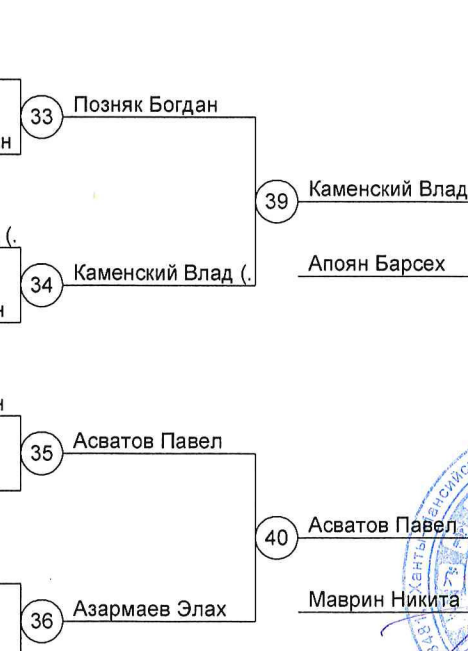 33 Позняк Богдан
н
39 Каменский Влад
(.
34 Каменский Влад (.
Апоян Барсех
н
н
35 Асватов Павел
40 Асватов Павел
36 Азармаев Элах
Маврин Никита
Ханты